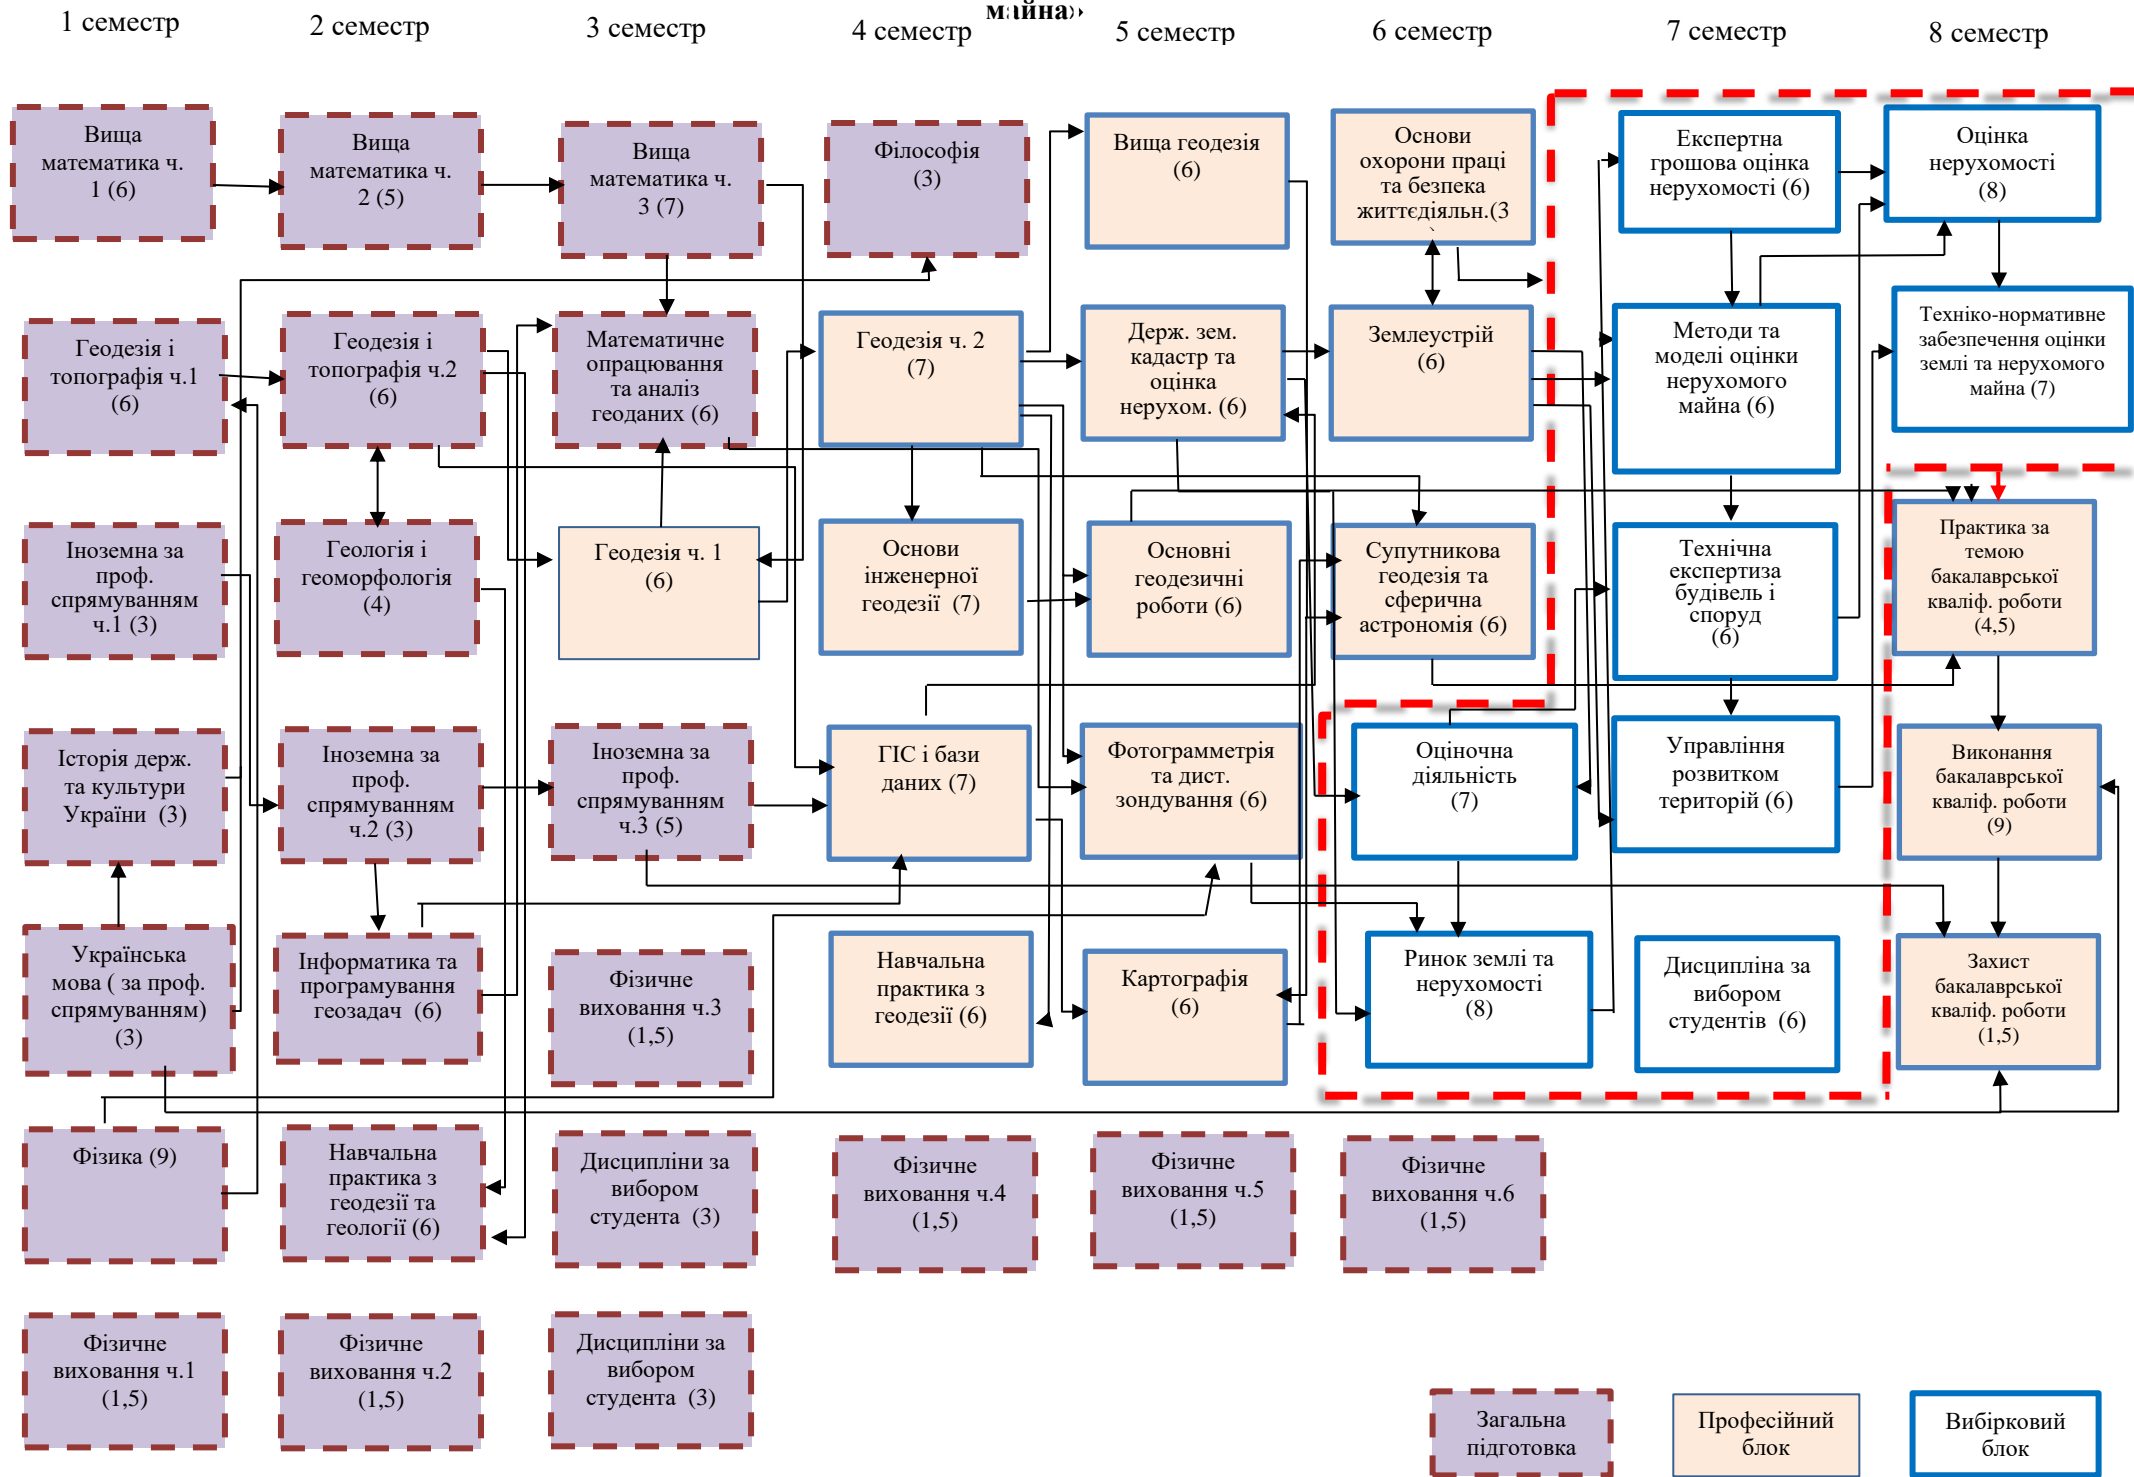 майна»
1 семестр
2 семестр
3 семестр
4 семестр
5 семестр
6 семестр
7 семестр
8 семестр
Вища
математика ч.
1 (6)
Вища
математика ч.
2 (5)
Вища
математика ч.
3 (7)
Філософія
(3)
Вища геодезія
(6)
Основи
охорони праці
та безпека
життєдіяльн.(3
)
Експертна
грошова оцінка
нерухомості (6)
Оцінка
нерухомості
(8)
Геодезія і
топографія ч.1
(6)
Геодезія і
топографія ч.2
(6)
Математичне
опрацювання
та аналіз
геоданих (6)
Геодезія ч. 2
(7)
Держ. зем.
кадастр та
оцінка
нерухом. (6)
Землеустрій
(6)
Методи та
моделі оцінки
нерухомого
майна (6)
Техніко-нормативне
забезпечення оцінки
землі та нерухомого
майна (7)
Іноземна за
проф.
спрямуванням
ч.1 (3)
Геологія і
геоморфологія
(4)
Геодезія ч. 1
(6)
Основи
інженерної
геодезії (7)
Основні
геодезичні
роботи (6)
Супутникова
геодезія та
сферична
астрономія (6)
Технічна
експертиза
будівель і
споруд
(6)
Практика за
темою
бакалаврської
кваліф. роботи
(4,5)
Історія держ.
та культури
України (3)
Іноземна за
проф.
спрямуванням
ч.2 (3)
Іноземна за
проф.
спрямуванням
ч.3 (5)
ГІС і бази
даних (7)
Фотограмметрія
та дист.
зондування (6)
Оціночна
діяльність
(7)
Управління
розвитком
територій (6)
Виконання
бакалаврської
кваліф. роботи
(9)
Українська
мова ( за проф.
спрямуванням)
(3)
Інформатика та
програмування
геозадач (6)
Фізичне
виховання ч.3
(1,5)
Навчальна
практика з
геодезії (6)
Картографія
(6)
Ринок землі та
нерухомості
(8)
Дисципліна за
вибором
студентів (6)
Захист
бакалаврської
кваліф. роботи
(1,5)
Фізика (9)
Навчальна
практика з
геодезії та
геології (6)
Дисципліни за
вибором
студента (3)
Фізичне
виховання ч.4
(1,5)
Фізичне
виховання ч.5
(1,5)
Фізичне
виховання ч.6
(1,5)
Фізичне
виховання ч.1
(1,5)
Фізичне
виховання ч.2
(1,5)
Дисципліни за
вибором
студента (3)
Загальна
підготовка
Професійний
блок
Вибірковий
блок